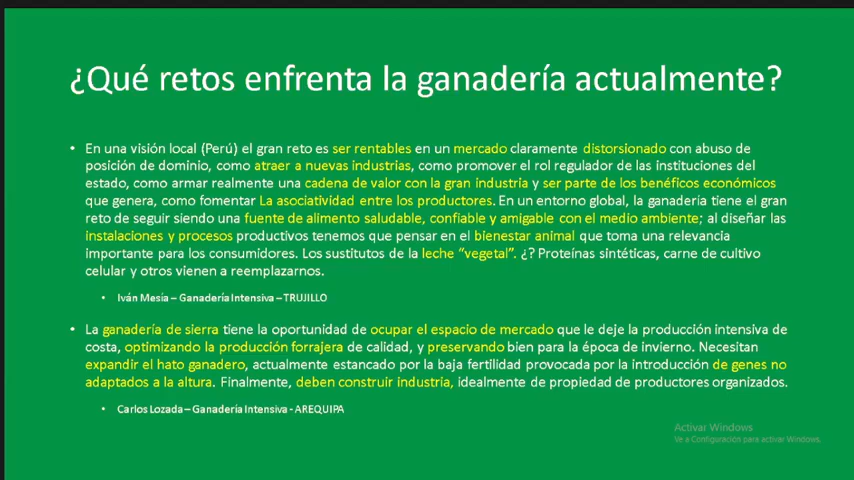 ¿Qué retos enfrenta la ganadería actualmente?
• En una visión local (Perú) el gran reto es ser rentables en un mercado claramente distorsionado con abuso de
posición de dominio, como atraer a nuevas industrias, como promover el rol regulador de las instituciones del
estado, como armar realmente una cadena de valor con la gran industria y ser parte de los benéficos económicos
que genera, como fomentar La asociatividad entre los productores. En un entorno global, la ganadería tiene el gran
reto de seguir siendo una fuente de alimento saludable, confiable y amigable con el medio ambiente; al diseñar las
instalaciones y procesos productivos tenemos que pensar en el bienestar animal que toma una relevancia
importante para los consumidores. Los sustitutos de la leche “vegetal”. ¿? Proteínas sintéticas, carne de cultivo
celular y otros vienen a reemplazarnos.
• Iván Mesia – Ganadería Intensiva – TRUJILLO
• La ganadería de sierra tiene la oportunidad de ocupar el espacio de mercado que le deje la producción intensiva de
costa, optimizando la producción forrajera de calidad, y preservando bien para la época de invierno. Necesitan
expandir el hato ganadero, actualmente estancado por la baja fertilidad provocada por la introducción de genes no
adaptados a la altura. Finalmente, deben construir industria, idealmente de propiedad de productores organizados.
• Carlos Lozada – Ganadería Intensiva - AREQUIPA
Activar Windows
Ve a Configuración para activar Windows.